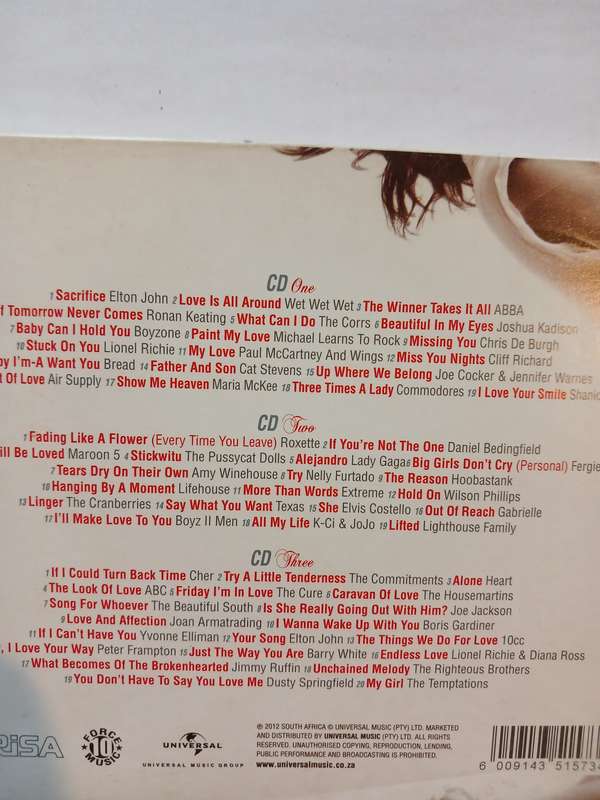 CD One
1 Sacrifice Elton John 2 Love Is All Around Wet Wet Wet 3 The Winner Takes It All ABBA
f Tomorrow Never Comes Ronan Keating 5 What Can I Do The Corrs 6 Beautiful In My Eyes Joshua Kadison
7 Baby Can I Hold You Boyzone 8 Paint My Love Michael Learns To Rock 9 Missing You Chris De Burgh
10 Stuck On You Lionel Richie 11 My Love Paul McCartney And Wings 12 Miss You Nights Cliff Richard
by I'm-A Want You Bread 14 Father And Son Cat Stevens 15 Up Where We Belong Joe Cocker & Jennifer Warnes
t Of Love Air Supply 17 Show Me Heaven Maria McKee 18 Three Times A Lady Commodores 19 I Love Your Smile Shanic
CD Two
1 Fading Like A Flower (Every Time You Leave) Roxette 2 If You're Not The One Daniel Bedingfield
ill Be Loved Maroon 5 4 Stickwitu The Pussycat Dolls 5 Alejandro Lady Gaga 6 Big Girls Don't Cry (Personal) Fergie
7 Tears Dry On Their Own Amy Winehouse 8 Try Nelly Furtado 9 The Reason Hoobastank
10 Hanging By A Moment Lifehouse 11 More Than Words Extreme 12 Hold On Wilson Phillips
13 Linger The Cranberries 14 Say What You Want Texas 15 She Elvis Costello 16 Out Of Reach Gabrielle
17 I'll Make Love To You Boyz II Men 18 All My Life K-Ci & JoJo 19 Lifted Lighthouse Family
CD Three
1 If I Could Turn Back Time Cher 2 Try A Little Tenderness The Commitments 3 Alone Heart
4 The Look Of Love ABC 5 Friday I'm In Love The Cure 6 Caravan Of Love The Housemartins
7 Song For Whoever The Beautiful South 8 Is She Really Going Out With Him? Joe Jackson
9 Love And Affection Joan Armatrading 10 I Wanna Wake Up With You Boris Gardiner
11 If I Can't Have You Yvonne Elliman 12 Your Song Elton John 13 The Things We Do For Love 10cc
, I Love Your Way Peter Frampton 15 Just The Way You Are Barry White 16 Endless Love Lionel Richie & Diana Ross
17 What Becomes Of The Brokenhearted Jimmy Ruffin 18 Unchained Melody The Righteous Brothers
19 You Don't Have To Say You Love Me Dusty Springfield 20 My Girl The Temptations
RiSA
FORCE 10 MUSIC
UNIVERSAL
UNIVERSAL MUSIC GROUP
℗ 2012 SOUTH AFRICA © UNIVERSAL MUSIC (PTY) LTD. MARKETED
AND DISTRIBUTED BY UNIVERSAL MUSIC (PTY) LTD. ALL RIGHTS
RESERVED. UNAUTHORISED COPYING, REPRODUCTION, LENDING,
PUBLIC PERFORMANCE AND BROADCASTING IS PROHIBITED.
www.universalmusic.co.za
6 009143 515734